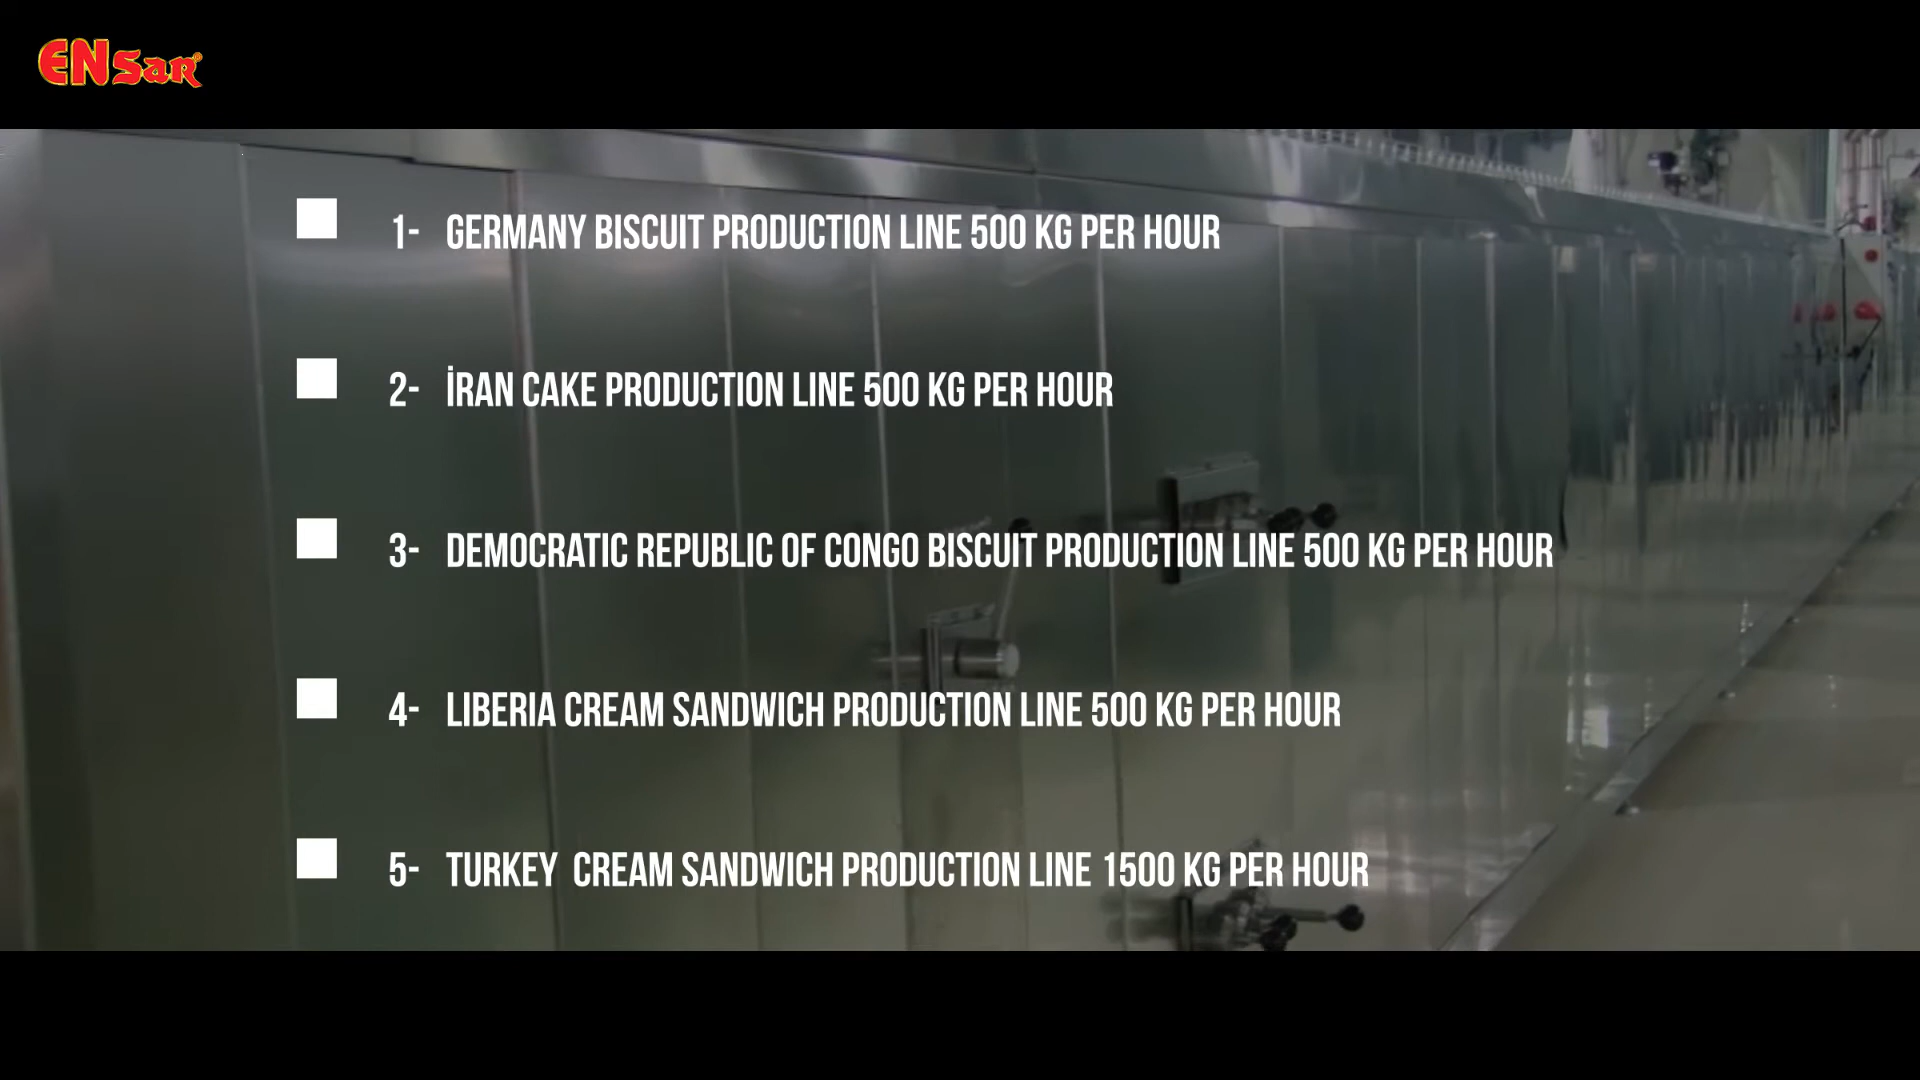 ENSAR
1- GERMANY BISCUIT PRODUCTION LINE 500 KG PER HOUR
2- İRAN CAKE PRODUCTION LINE 500 KG PER HOUR
3- DEMOCRATIC REPUBLIC OF CONGO BISCUIT PRODUCTION LINE 500 KG PER HOUR
4- LIBERIA CREAM SANDWICH PRODUCTION LINE 500 KG PER HOUR
5- TURKEY  CREAM SANDWICH PRODUCTION LINE 1500 KG PER HOUR